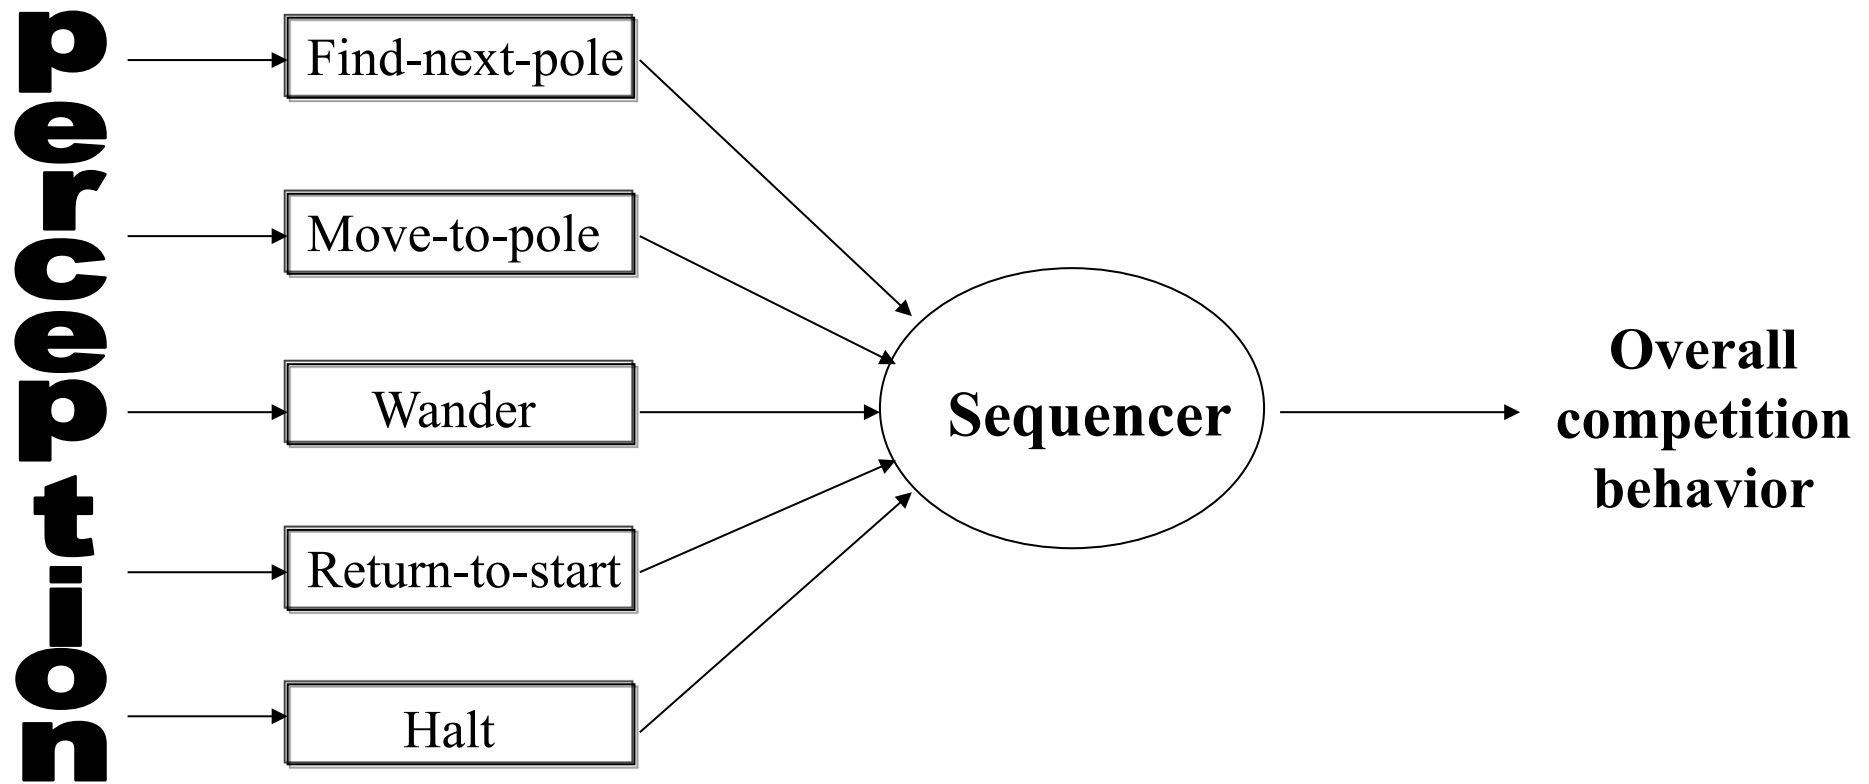 perception
Find-next-pole
Move-to-pole
Wander
Return-to-start
Halt
Sequencer
Overall
competition
behavior